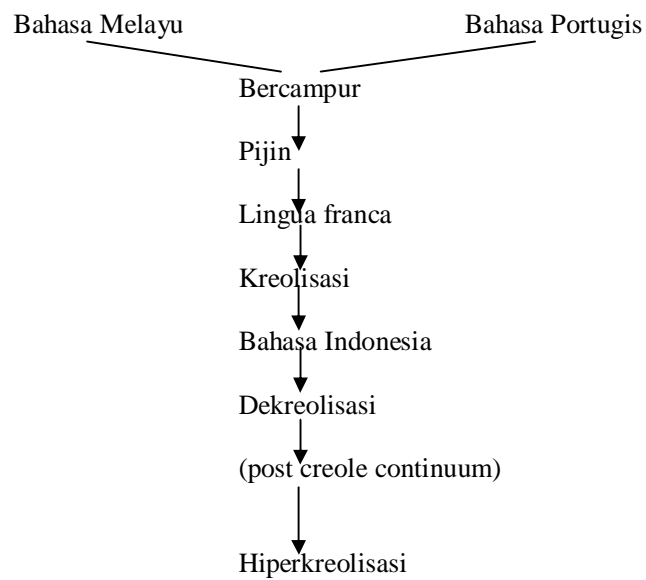 Bahasa Melayu Bahasa Portugis
Bercampur
Pijin
Lingua franca
Kreolisasi
Bahasa Indonesia
Dekreolisasi
(post creole continuum)
Hiperkreolisasi